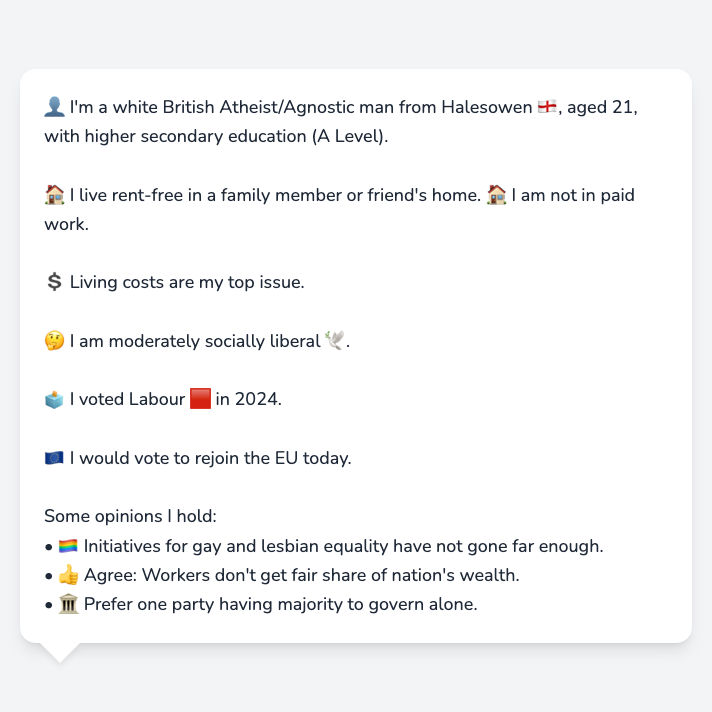 👤 I'm a white British Atheist/Agnostic man from Halesowen 🏴󠁧󠁢󠁥󠁮󠁧󠁿, aged 21,
with higher secondary education (A Level).
🏠 I live rent-free in a family member or friend's home. 🏠 I am not in paid
work.
💲 Living costs are my top issue.
🤔 I am moderately socially liberal 🕊️.
🗳️ I voted Labour 🟥 in 2024.
🇪🇺 I would vote to rejoin the EU today.
Some opinions I hold:
• 🏳️‍🌈 Initiatives for gay and lesbian equality have not gone far enough.
• 👍 Agree: Workers don't get fair share of nation's wealth.
• 🏛️ Prefer one party having majority to govern alone.